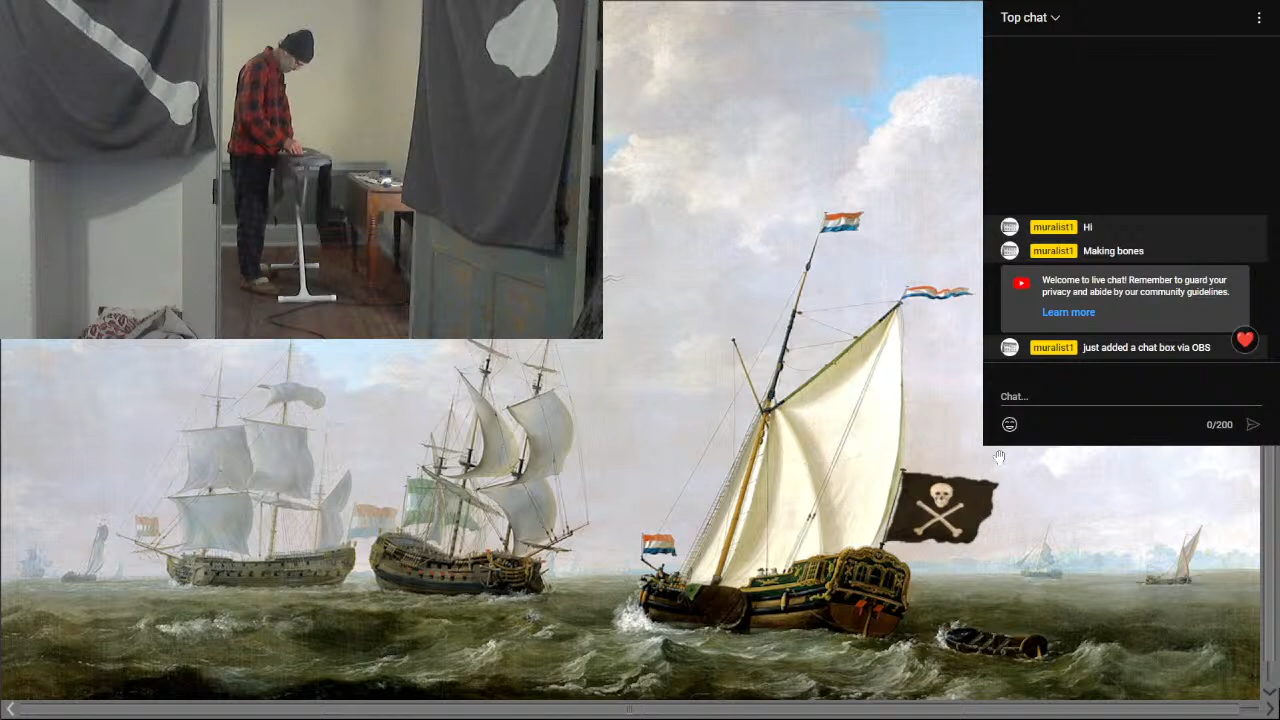 Top chat
muralist1 Hi
muralist1 Making bones
Welcome to live chat! Remember to guard your
privacy and abide by our community guidelines.
Learn more
muralist1 just added a chat box via OBS
Chat...
0/200